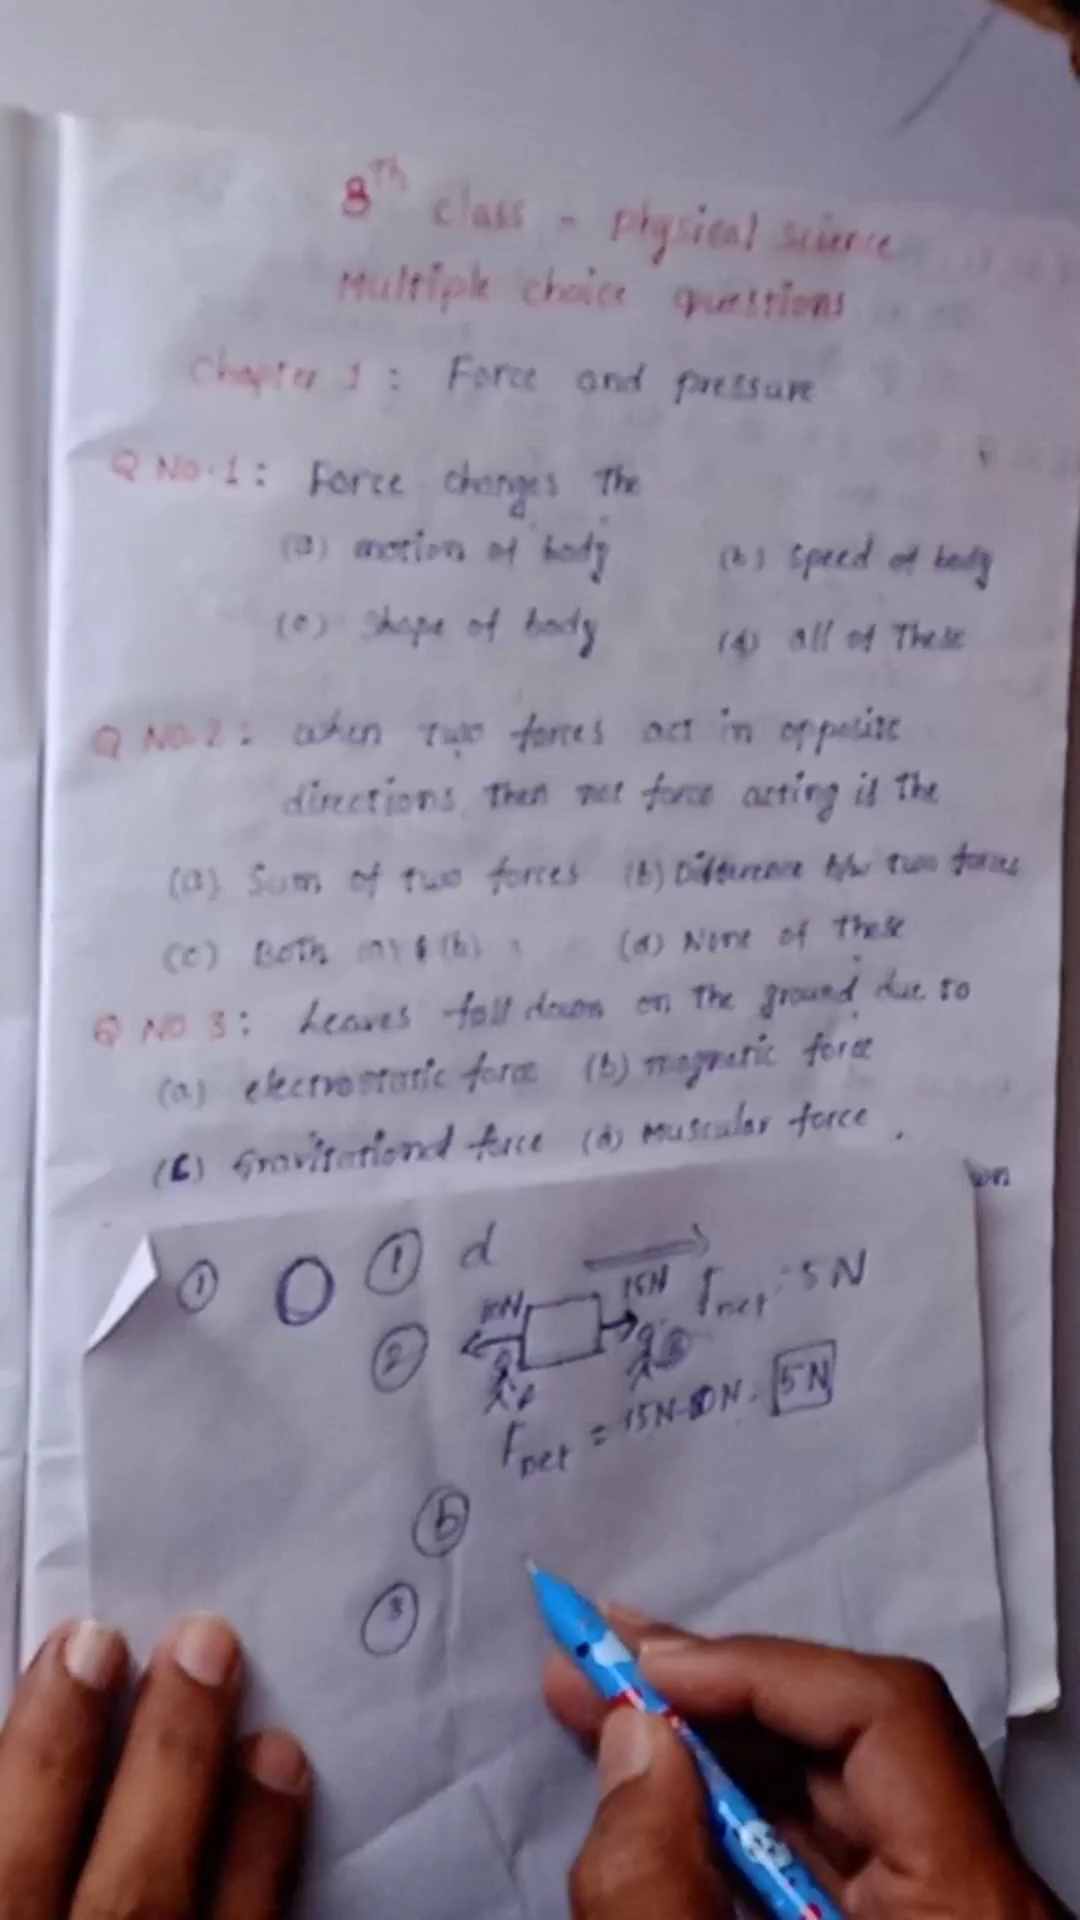 8Th class - Physical science
Multiple choice questions
Chapter 1 : Force and pressure
Q NO.1 : Force changes The
(a) motion of body (b) Speed of body
(c) Shape of body (d) all of These
Q NO.2 : when Two forces act in opposite
directions, Then net force acting is The
(a) Sum of two forces (b) Difference b/w two forces
(c) Both (a) & (b) (d) None of These
Q NO 3 : Leaves fall down on The ground due to
(a) electrostatic force (b) magnetic force
(c) Gravitational force (d) Muscular force .
① ① d
15N Fnet = 5N
②
Fnet = 15N-10N = 5N
ⓑ
③